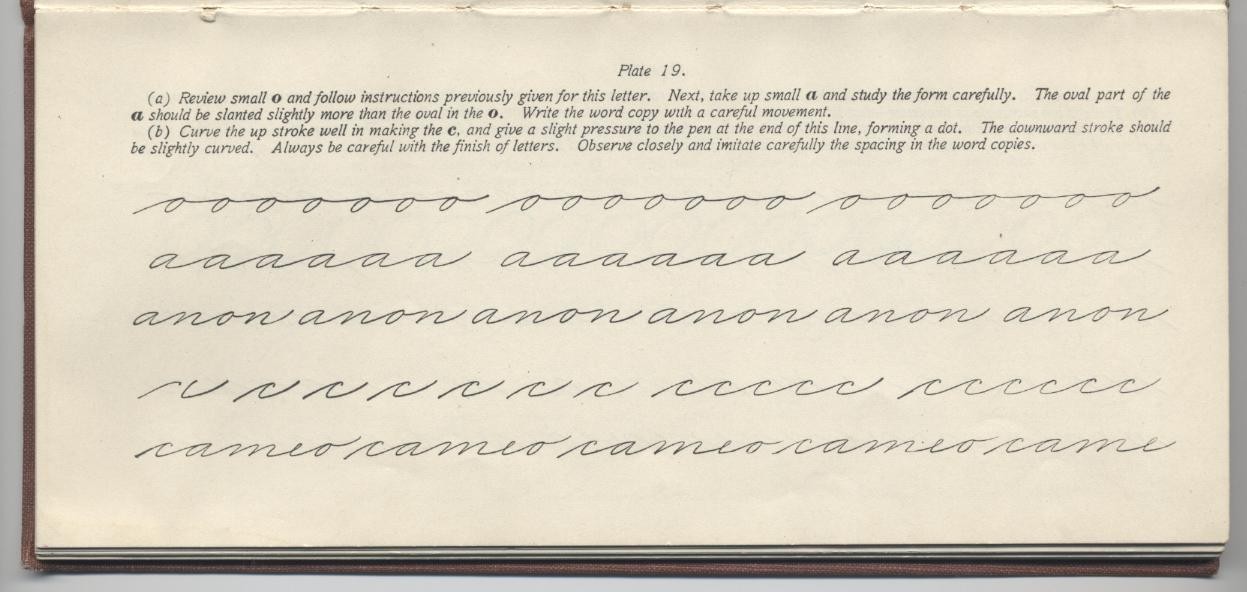 Plate 19.
(a) Review small o and follow instructions previously given for this letter. Next, take up small a and study the form carefully. The oval part of the
a should be slanted slightly more than the oval in the o. Write the word copy with a careful movement.
(b) Curve the up stroke well in making the c, and give a slight pressure to the pen at the end of this line, forming a dot. The downward stroke should
be slightly curved. Always be careful with the finish of letters. Observe closely and imitate carefully the spacing in the word copies.
ooooooo ooooooo ooooooo
aaaaaa aaaaaa aaaaaa
anon anon anon anon anon anon
c c c c c c c ccccc cccccc
cameo cameo cameo cameo came